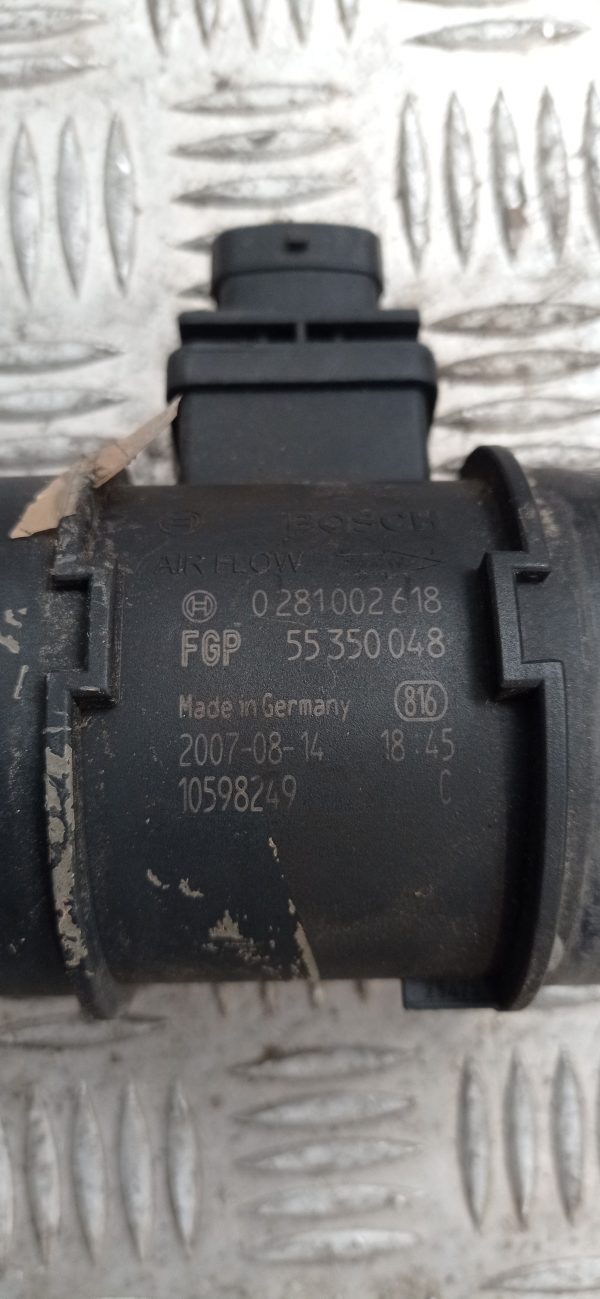 BOSCH
AIR FLOW
0 281 002 618
FGP 55 350 048
Made in Germany 816
2007-08-14 18:45
10598249 C